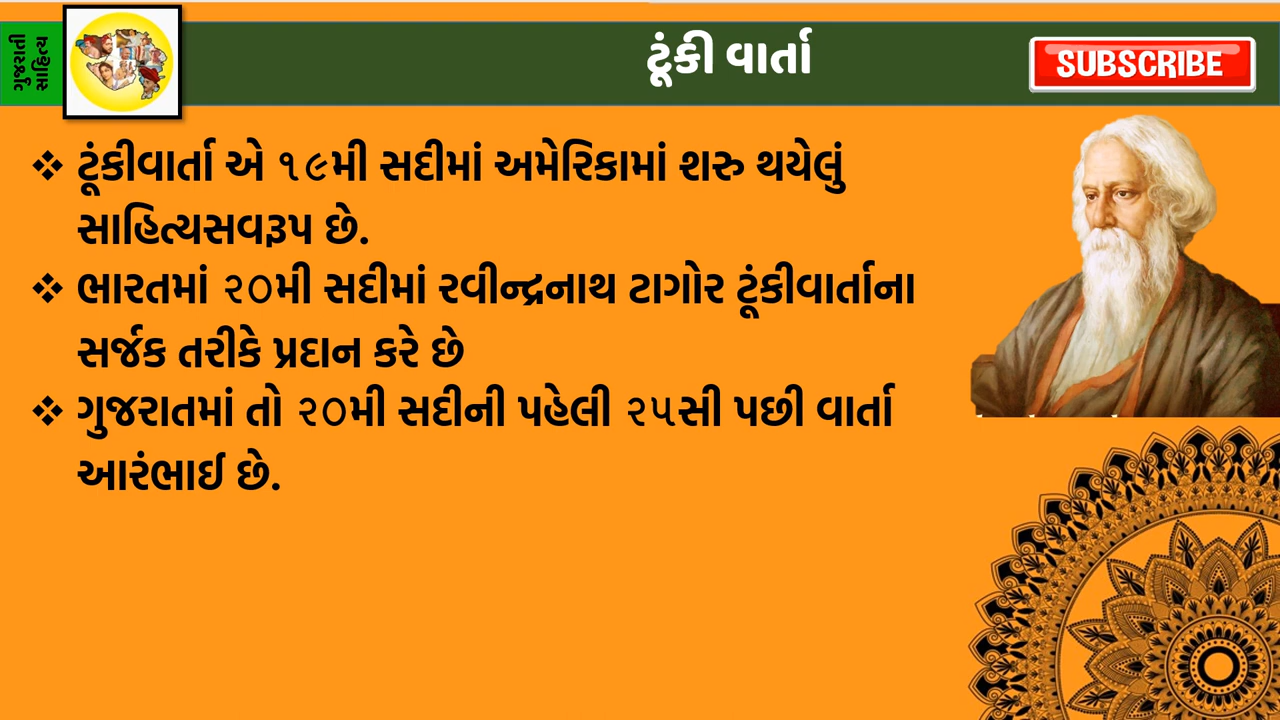 ગુજરાતી
સાહિત્ય
ટૂંકી વાર્તા
SUBSCRIBE
❖ ટૂંકીવાર્તા એ ૧૯મી સદીમાં અમેરિકામાં શરુ થયેલું
સાહિત્યસવરૂપ છે.
❖ ભારતમાં ૨૦મી સદીમાં રવીન્દ્રનાથ ટાગોર ટૂંકીવાર્તાના
સર્જક તરીકે પ્રદાન કરે છે
❖ ગુજરાતમાં તો ૨૦મી સદીની પહેલી ૨૫સી પછી વાર્તા
આરંભાઈ છે.